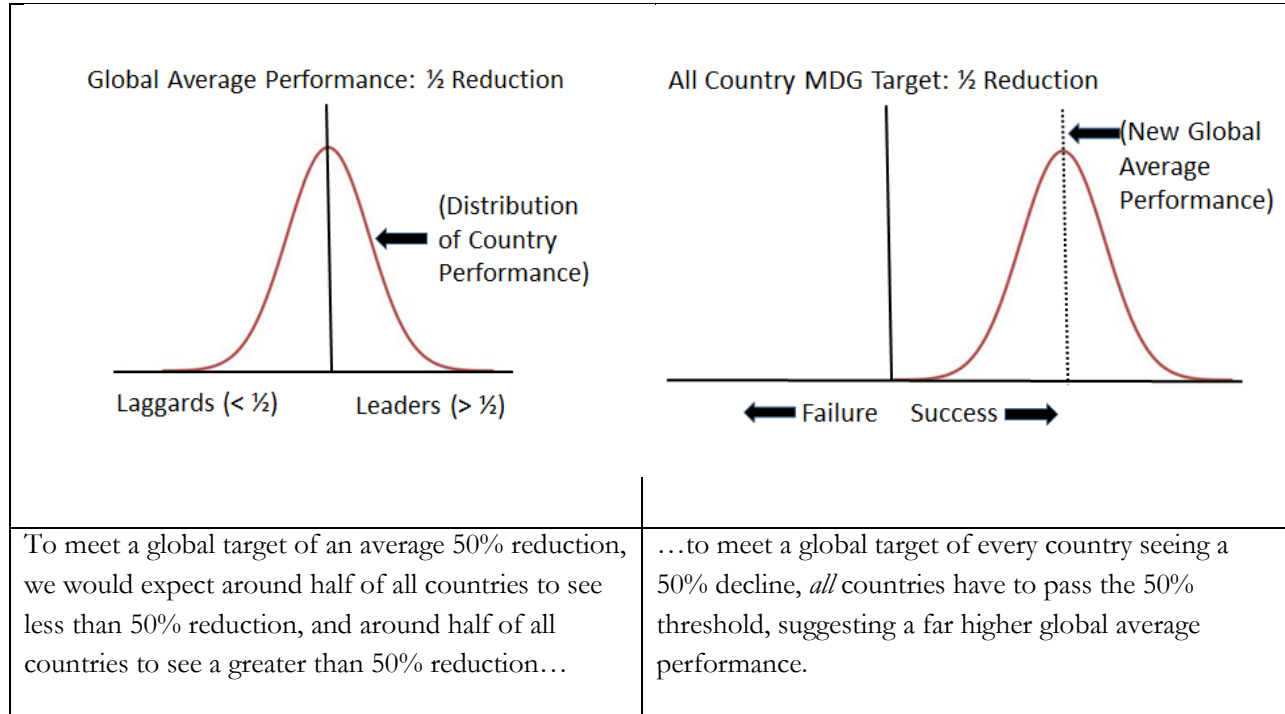 Global Average Performance: ½ Reduction
(Distribution
of Country
Performance)
Laggards (< ½)
Leaders (> ½)
All Country MDG Target: ½ Reduction
(New Global
Average
Performance)
Failure
Success
To meet a global target of an average 50% reduction,
we would expect around half of all countries to see
less than 50% reduction, and around half of all
countries to see a greater than 50% reduction…
…to meet a global target of every country seeing a
50% decline, all countries have to pass the 50%
threshold, suggesting a far higher global average
performance.